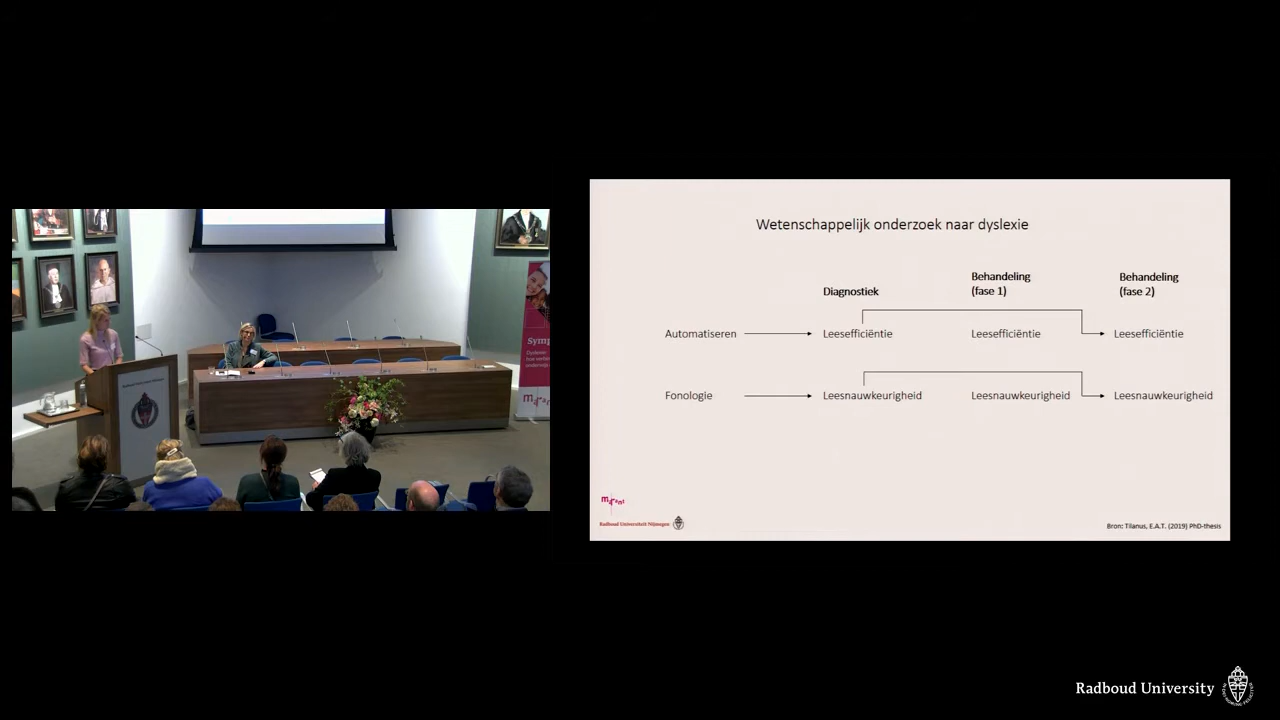 Wetenschappelijk onderzoek naar dyslexie
Diagnostiek
Behandeling
(fase 1)
Behandeling
(fase 2)
Automatiseren
Leesefficiëntie
Leesefficiëntie
Leesefficiëntie
Fonologie
Leesnauwkeurigheid
Leesnauwkeurigheid
Leesnauwkeurigheid
Radboud Universiteit Nijmegen
Bron: Tilanus, E.A.T. (2019) PhD-thesis
Symp
Radboud University